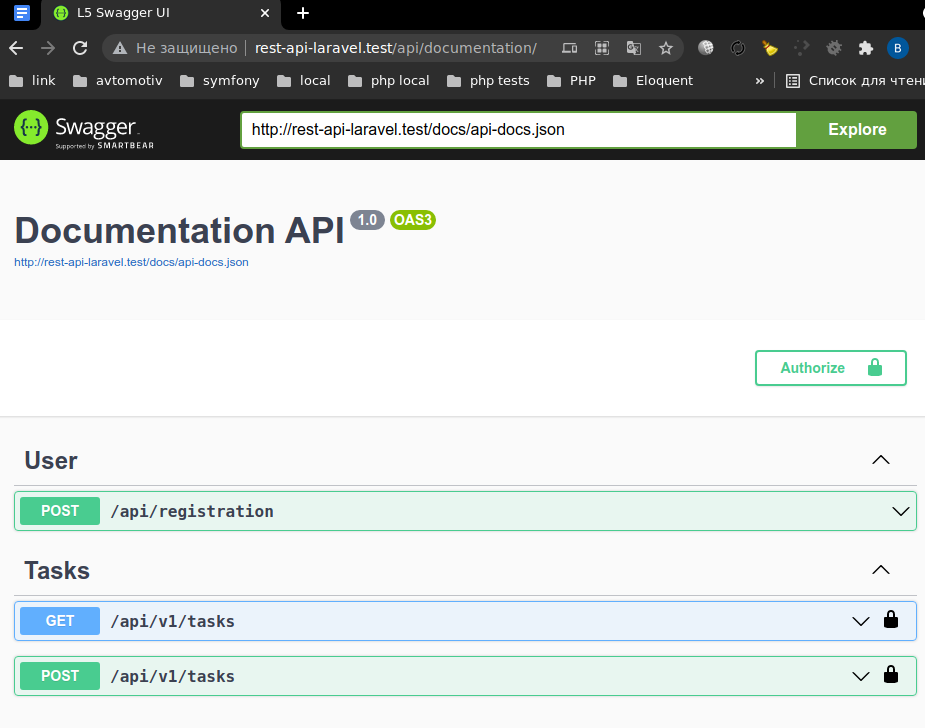 L5 Swagger UI
Не защищено rest-api-laravel.test/api/documentation/
B
link avtomotiv symfony local php local php tests PHP Eloquent » Список для чтени
Swagger
Supported by SMARTBEAR
http://rest-api-laravel.test/docs/api-docs.json Explore
Documentation API 1.0 OAS3
http://rest-api-laravel.test/docs/api-docs.json
Authorize
User
POST /api/registration
Tasks
GET /api/v1/tasks
POST /api/v1/tasks